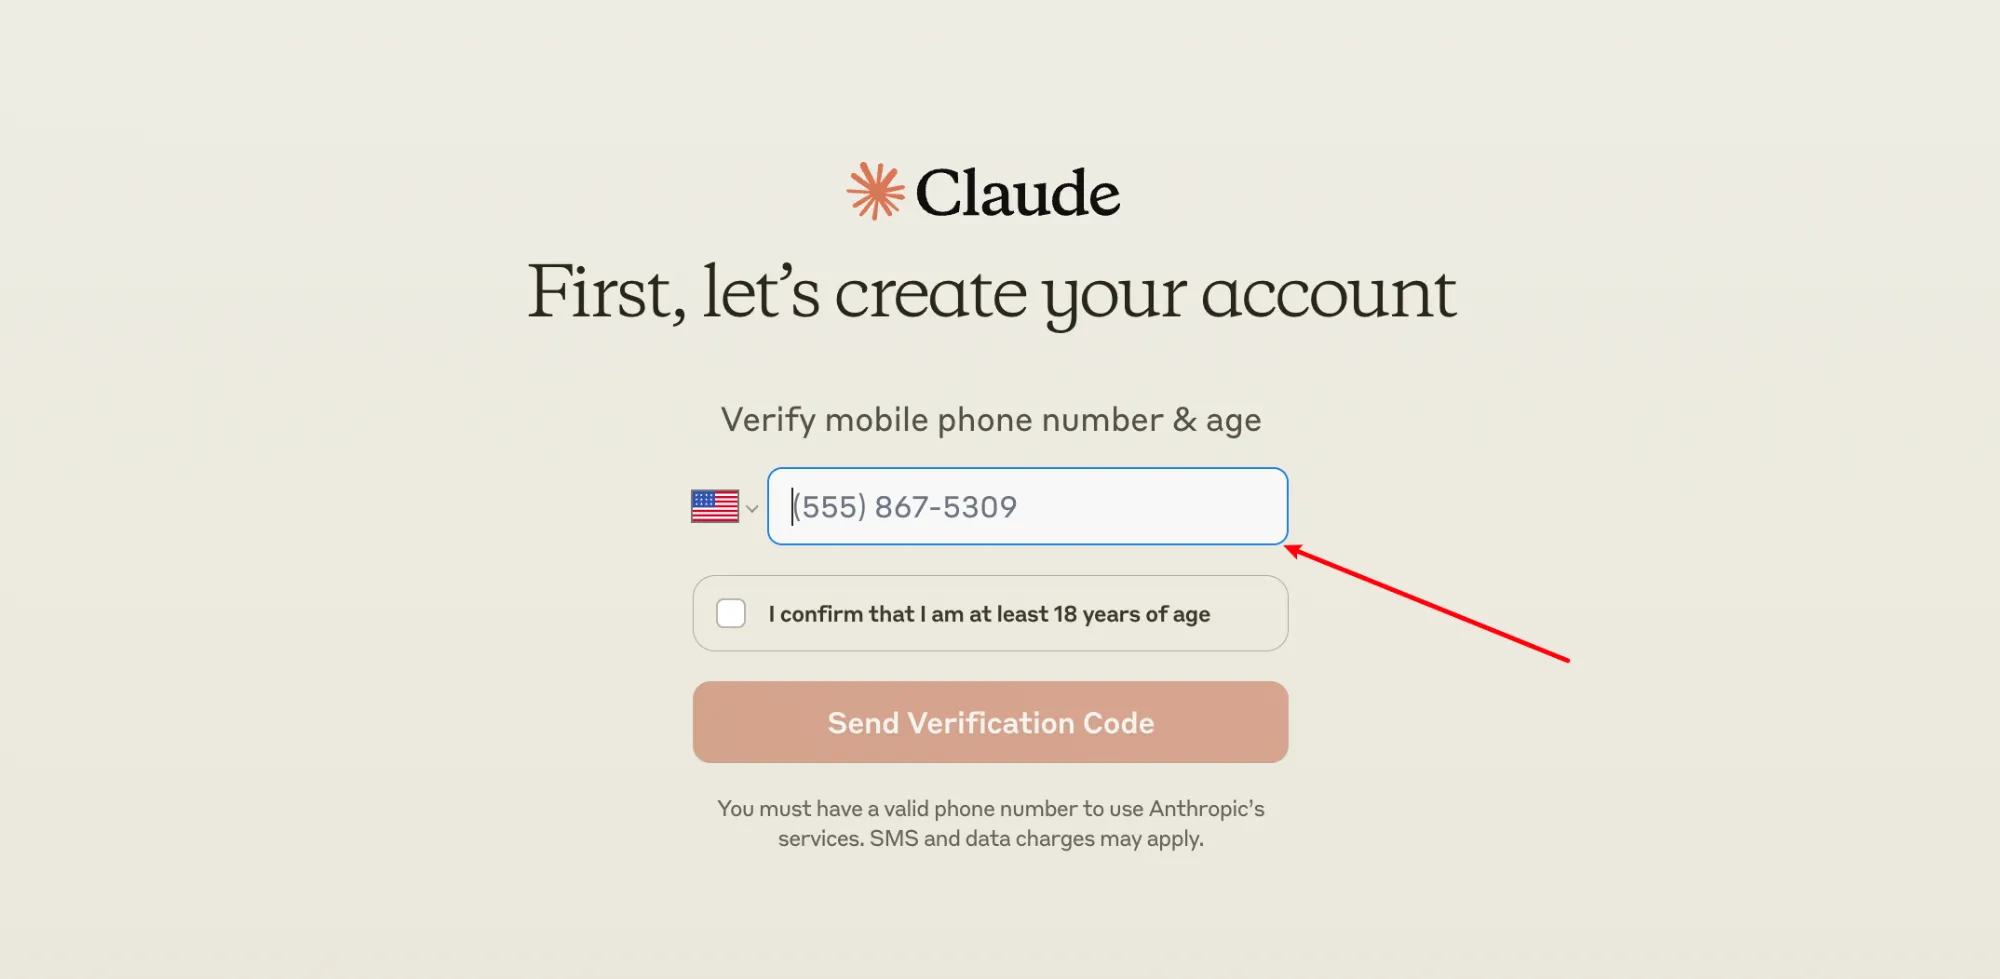 Claude
First, let’s create your account
Verify mobile phone number & age
(555) 867-5309
I confirm that I am at least 18 years of age
Send Verification Code
You must have a valid phone number to use Anthropic’s
services. SMS and data charges may apply.